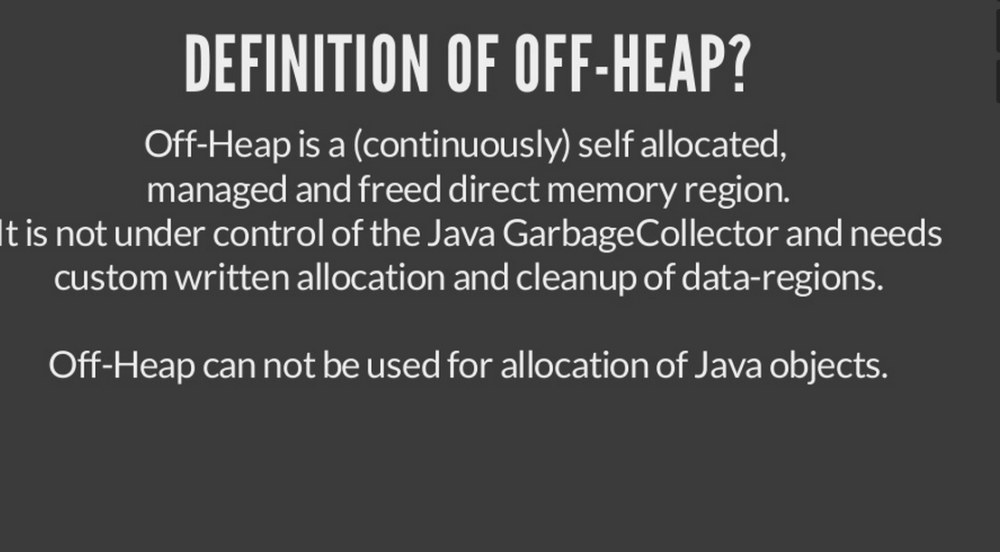 DEFINITION OF OFF-HEAP?
Off-Heap is a (continuously) self allocated,
managed and freed direct memory region.
It is not under control of the Java GarbageCollector and needs
custom written allocation and cleanup of data-regions.
Off-Heap can not be used for allocation of Java objects.